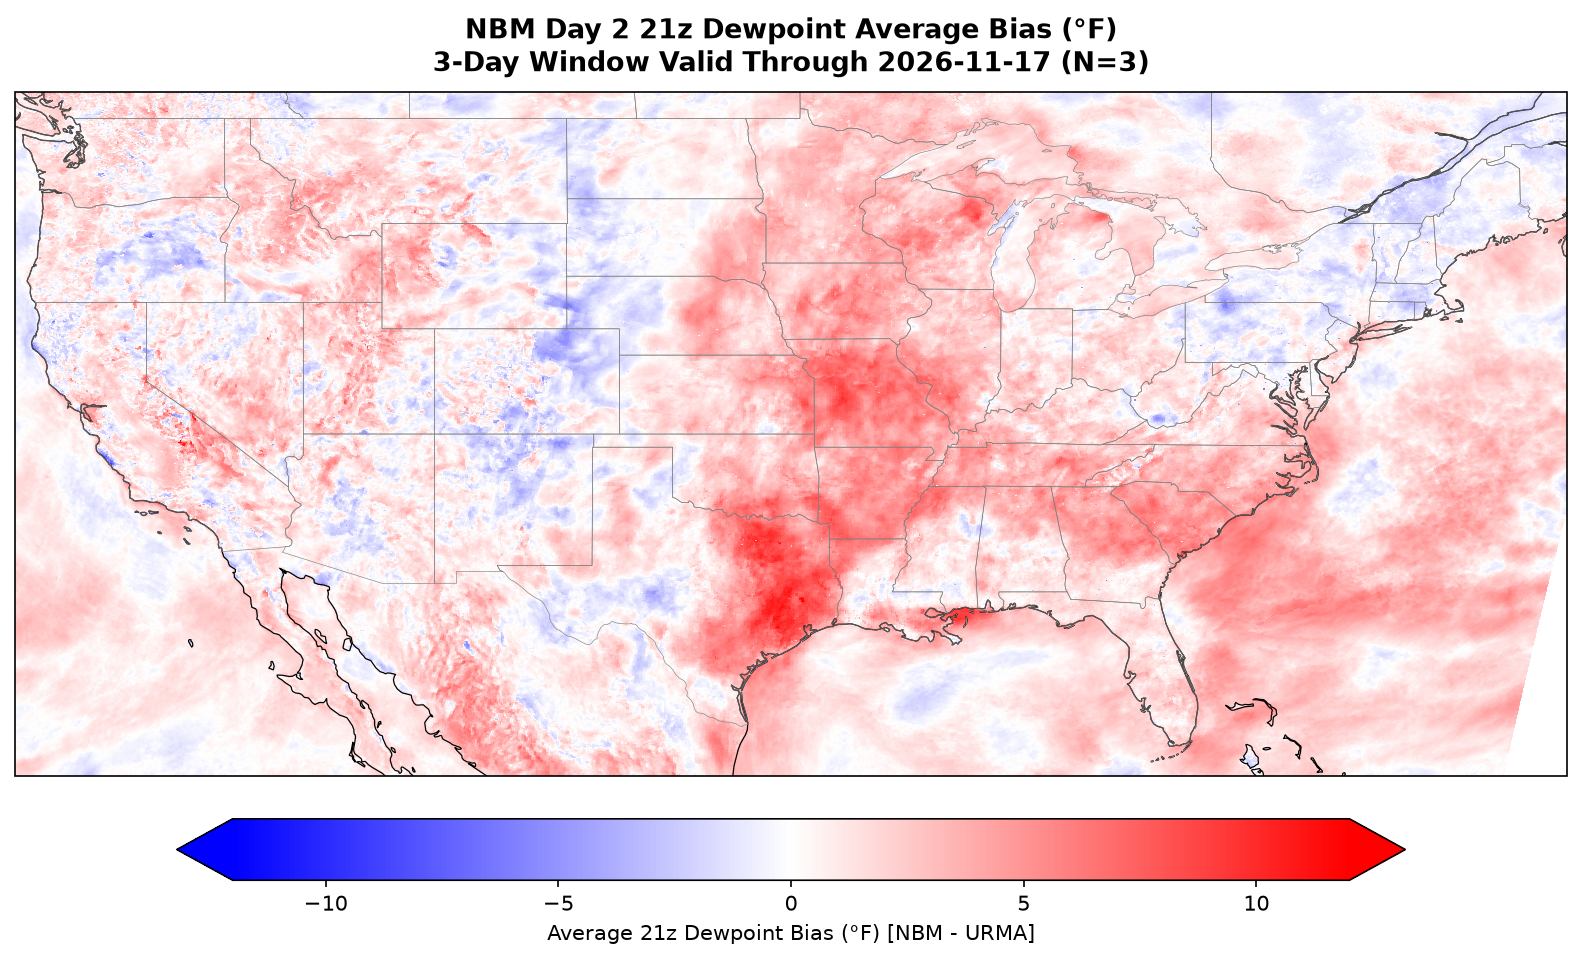 NBM Day 2 21z Dewpoint Average Bias (°F)
3-Day Window Valid Through 2026-11-17 (N=3)
−10 −5 0 5 10
Average 21z Dewpoint Bias (°F) [NBM - URMA]